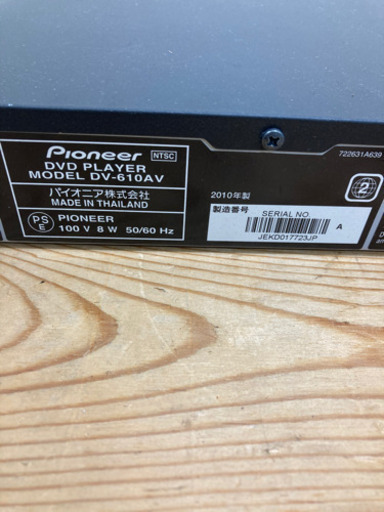 Pioneer NTSC
DVD PLAYER
MODEL DV-610AV
パイオニア株式会社
MADE IN THAILAND
PS E PIONEER
100 V 8 W 50/60 Hz
722631A639
2010年製
製造番号
SERIAL NO.
JEKD017723JP
A
2